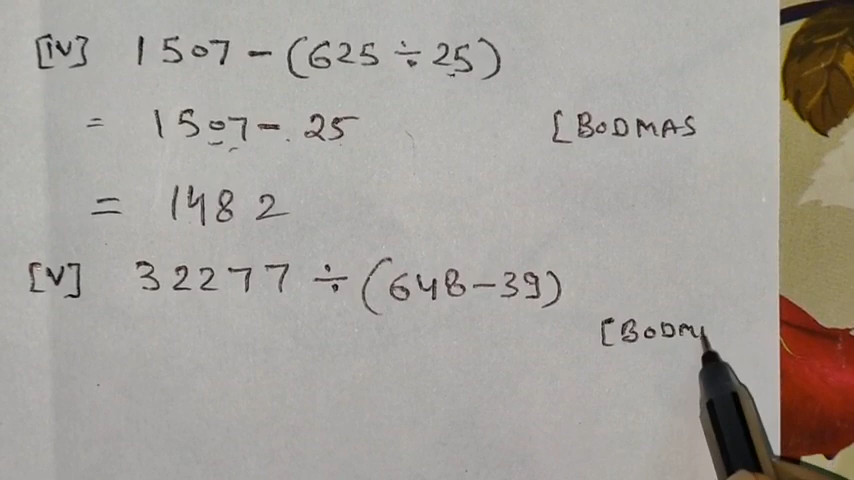 [iv] 1507 - (625 ÷ 25)
= 1507 - 25 [BODMAS
= 1482
[v] 32277 ÷ (648 - 39)
[BODM